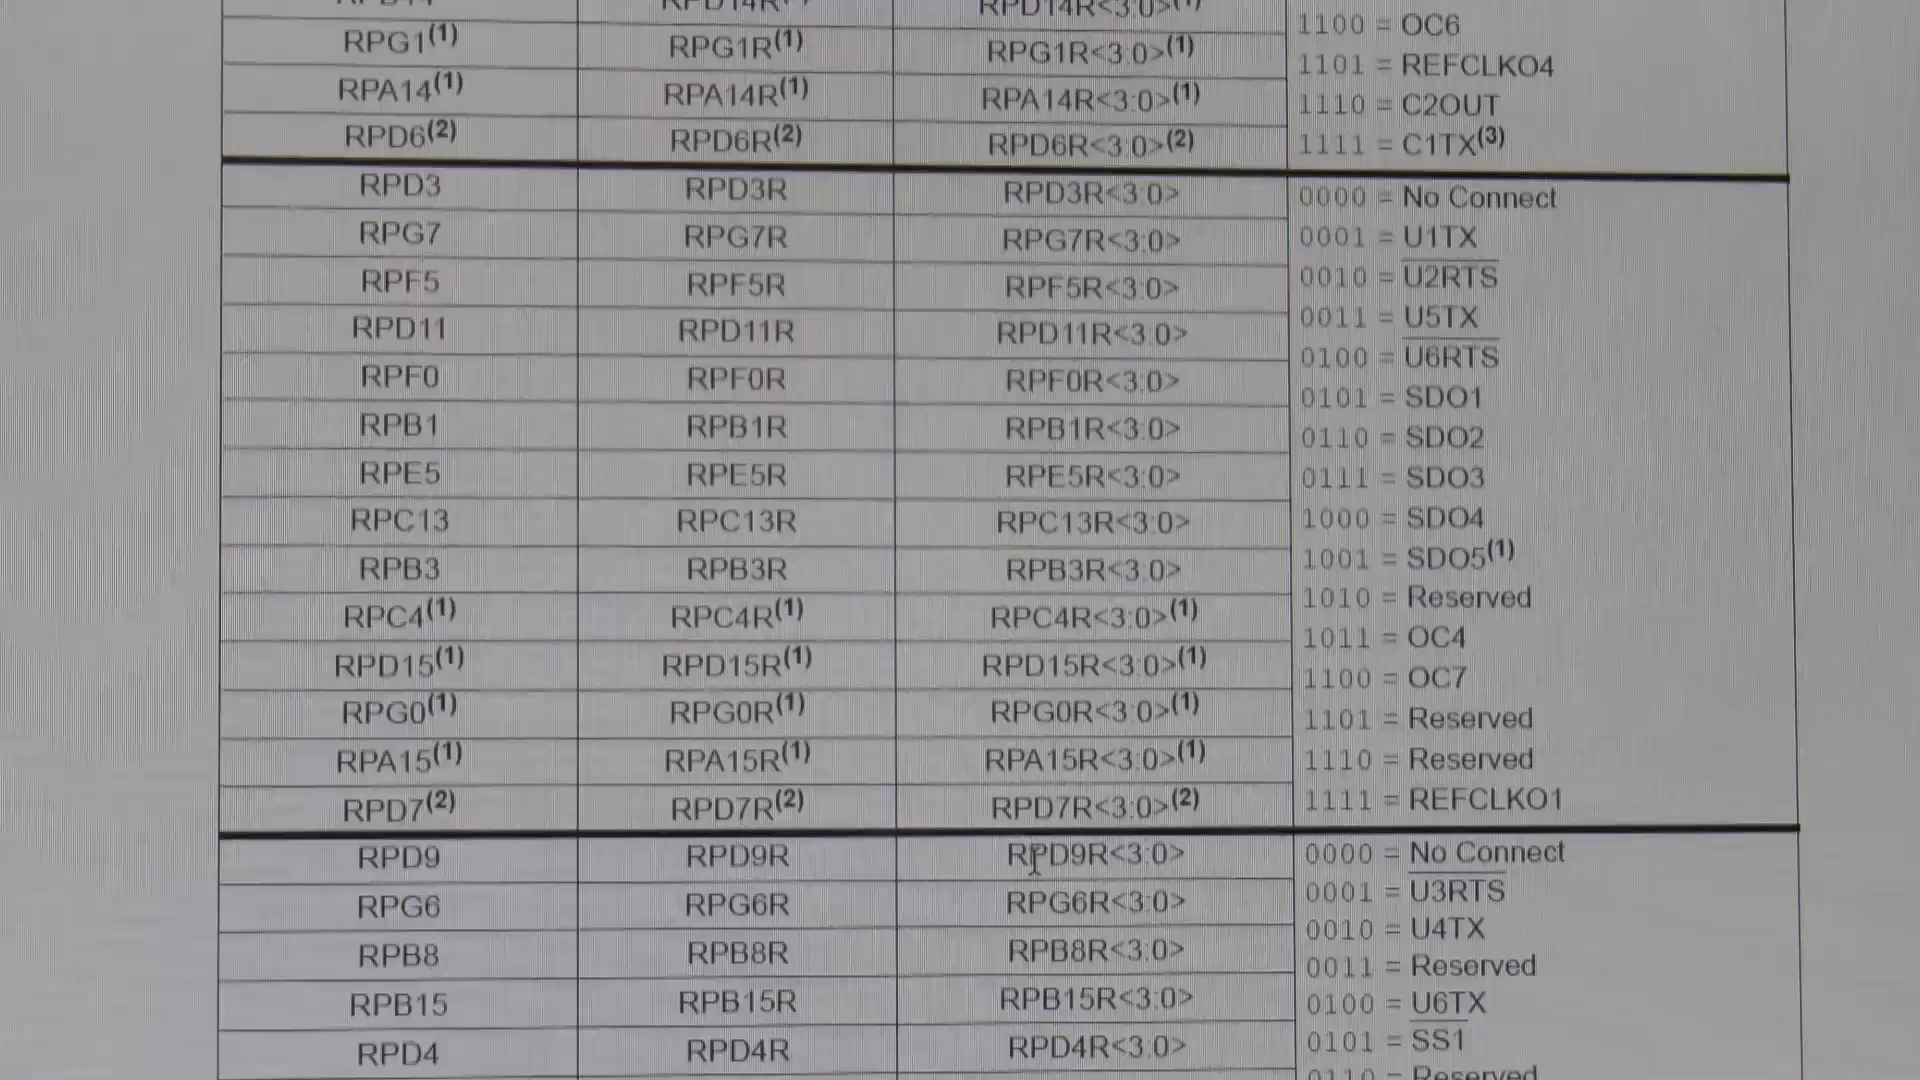 RPD14R<3:0>(1)
1100 = OC6
RPG1(1) RPG1R(1) RPG1R<3:0>(1)
1101 = REFCLKO4
RPA14(1) RPA14R(1) RPA14R<3:0>(1)
1110 = C2OUT
RPD6(2) RPD6R(2) RPD6R<3:0>(2)
1111 = C1TX(3)
RPD3 RPD3R RPD3R<3:0>
0000 = No Connect
RPG7 RPG7R RPG7R<3:0>
0001 = U1TX
RPF5 RPF5R RPF5R<3:0>
0010 = U2RTS
RPD11 RPD11R RPD11R<3:0>
0011 = U5TX
0100 = U6RTS
RPF0 RPF0R RPF0R<3:0>
0101 = SDO1
RPB1 RPB1R RPB1R<3:0>
0110 = SDO2
RPE5 RPE5R RPE5R<3:0>
0111 = SDO3
RPC13 RPC13R RPC13R<3:0>
1000 = SDO4
1001 = SDO5(1)
RPB3 RPB3R RPB3R<3:0>
1010 = Reserved
RPC4(1) RPC4R(1) RPC4R<3:0>(1)
1011 = OC4
RPD15(1) RPD15R(1) RPD15R<3:0>(1)
1100 = OC7
RPG0(1) RPG0R(1) RPG0R<3:0>(1)
1101 = Reserved
RPA15(1) RPA15R(1) RPA15R<3:0>(1)
1110 = Reserved
RPD7(2) RPD7R(2) RPD7R<3:0>(2)
1111 = REFCLKO1
RPD9 RPD9R RPD9R<3:0>
0000 = No Connect
0001 = U3RTS
RPG6 RPG6R RPG6R<3:0>
0010 = U4TX
RPB8 RPB8R RPB8R<3:0>
0011 = Reserved
RPB15 RPB15R RPB15R<3:0>
0100 = U6TX
0101 = SS1
RPD4 RPD4R RPD4R<3:0>
0110 = Reserved